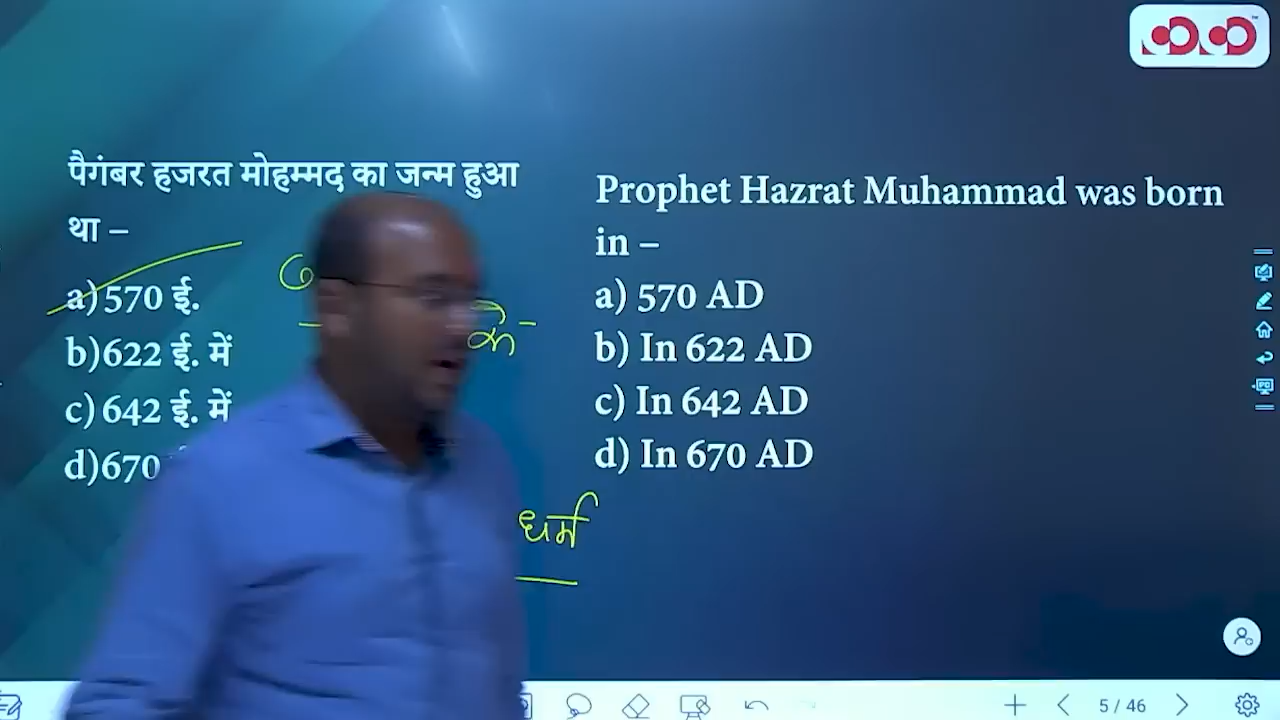 पैगंबर हजरत मोहम्मद का जन्म हुआ
था –
a) 570 ई.
b) 622 ई. में
c) 642 ई. में
d) 670
धर्म
Prophet Hazrat Muhammad was born
in –
a) 570 AD
b) In 622 AD
c) In 642 AD
d) In 670 AD
5 / 46